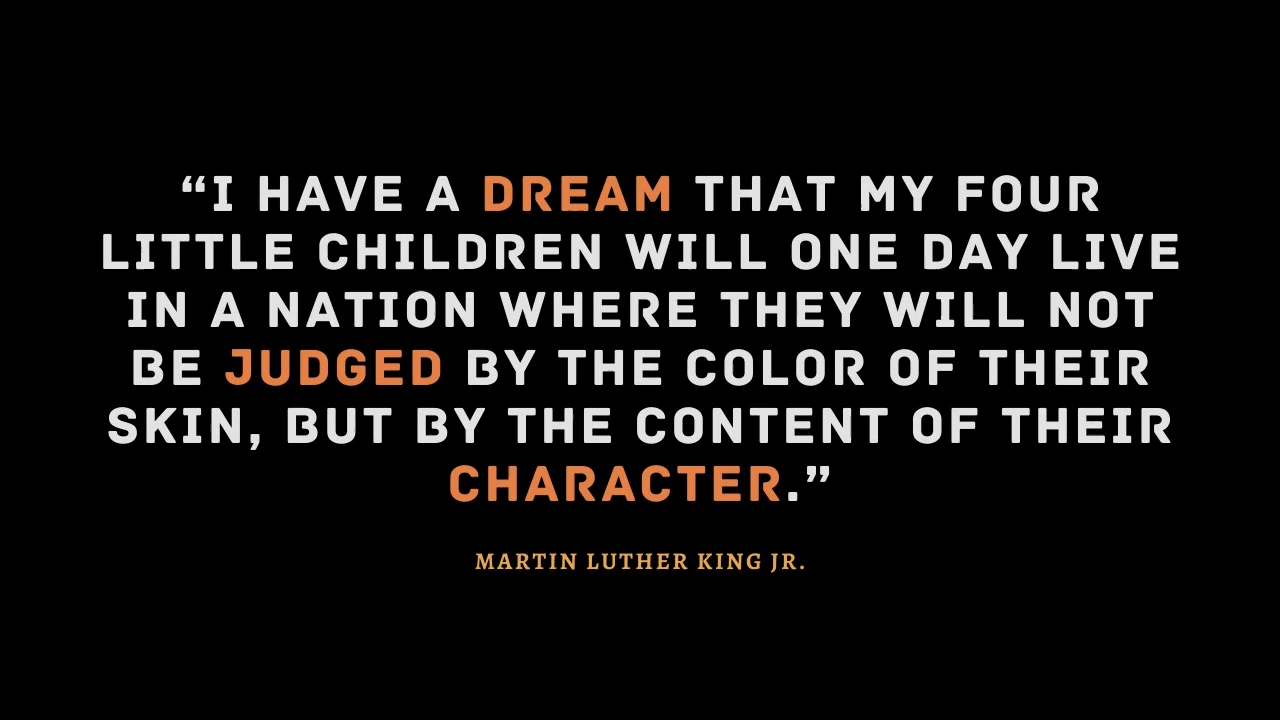 “I HAVE A DREAM THAT MY FOUR
LITTLE CHILDREN WILL ONE DAY LIVE
IN A NATION WHERE THEY WILL NOT
BE JUDGED BY THE COLOR OF THEIR
SKIN, BUT BY THE CONTENT OF THEIR
CHARACTER.”
MARTIN LUTHER KING JR.